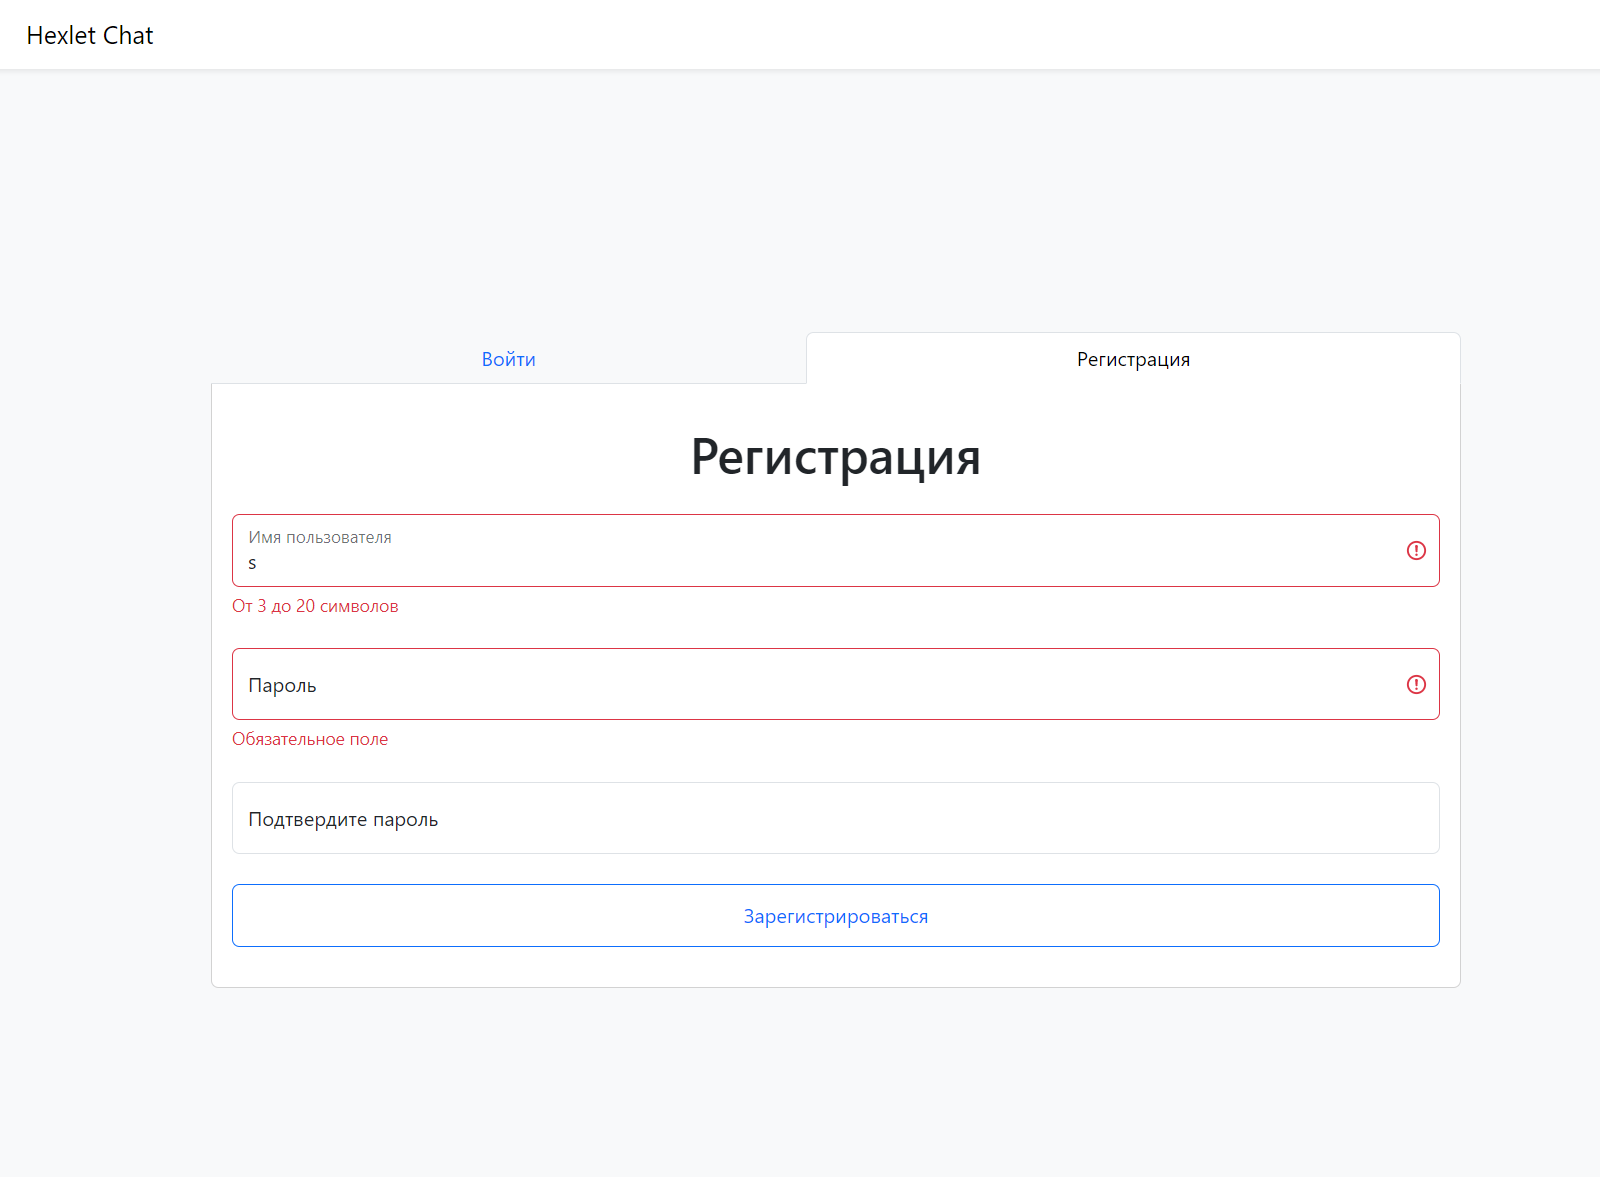 Hexlet Chat
Войти
Регистрация
Регистрация
Имя пользователя
s
От 3 до 20 символов
Пароль
Обязательное поле
Подтвердите пароль
Зарегистрироваться